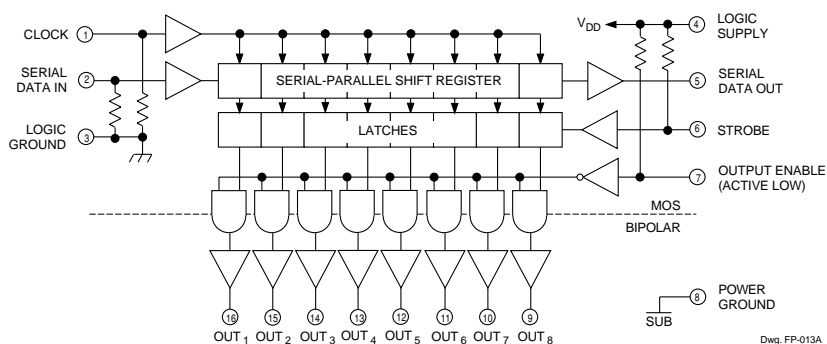 CLOCK 1
SERIAL
DATA IN 2
LOGIC
GROUND 3
V_DD
4 LOGIC
SUPPLY
SERIAL-PARALLEL SHIFT REGISTER
5 SERIAL
DATA OUT
LATCHES
6 STROBE
7 OUTPUT ENABLE
(ACTIVE LOW)
MOS
BIPOLAR
8 POWER
GROUND
SUB
16 15 14 13 12 11 10 9
OUT1 OUT2 OUT3 OUT4 OUT5 OUT6 OUT7 OUT8
Dwg. FP-013A